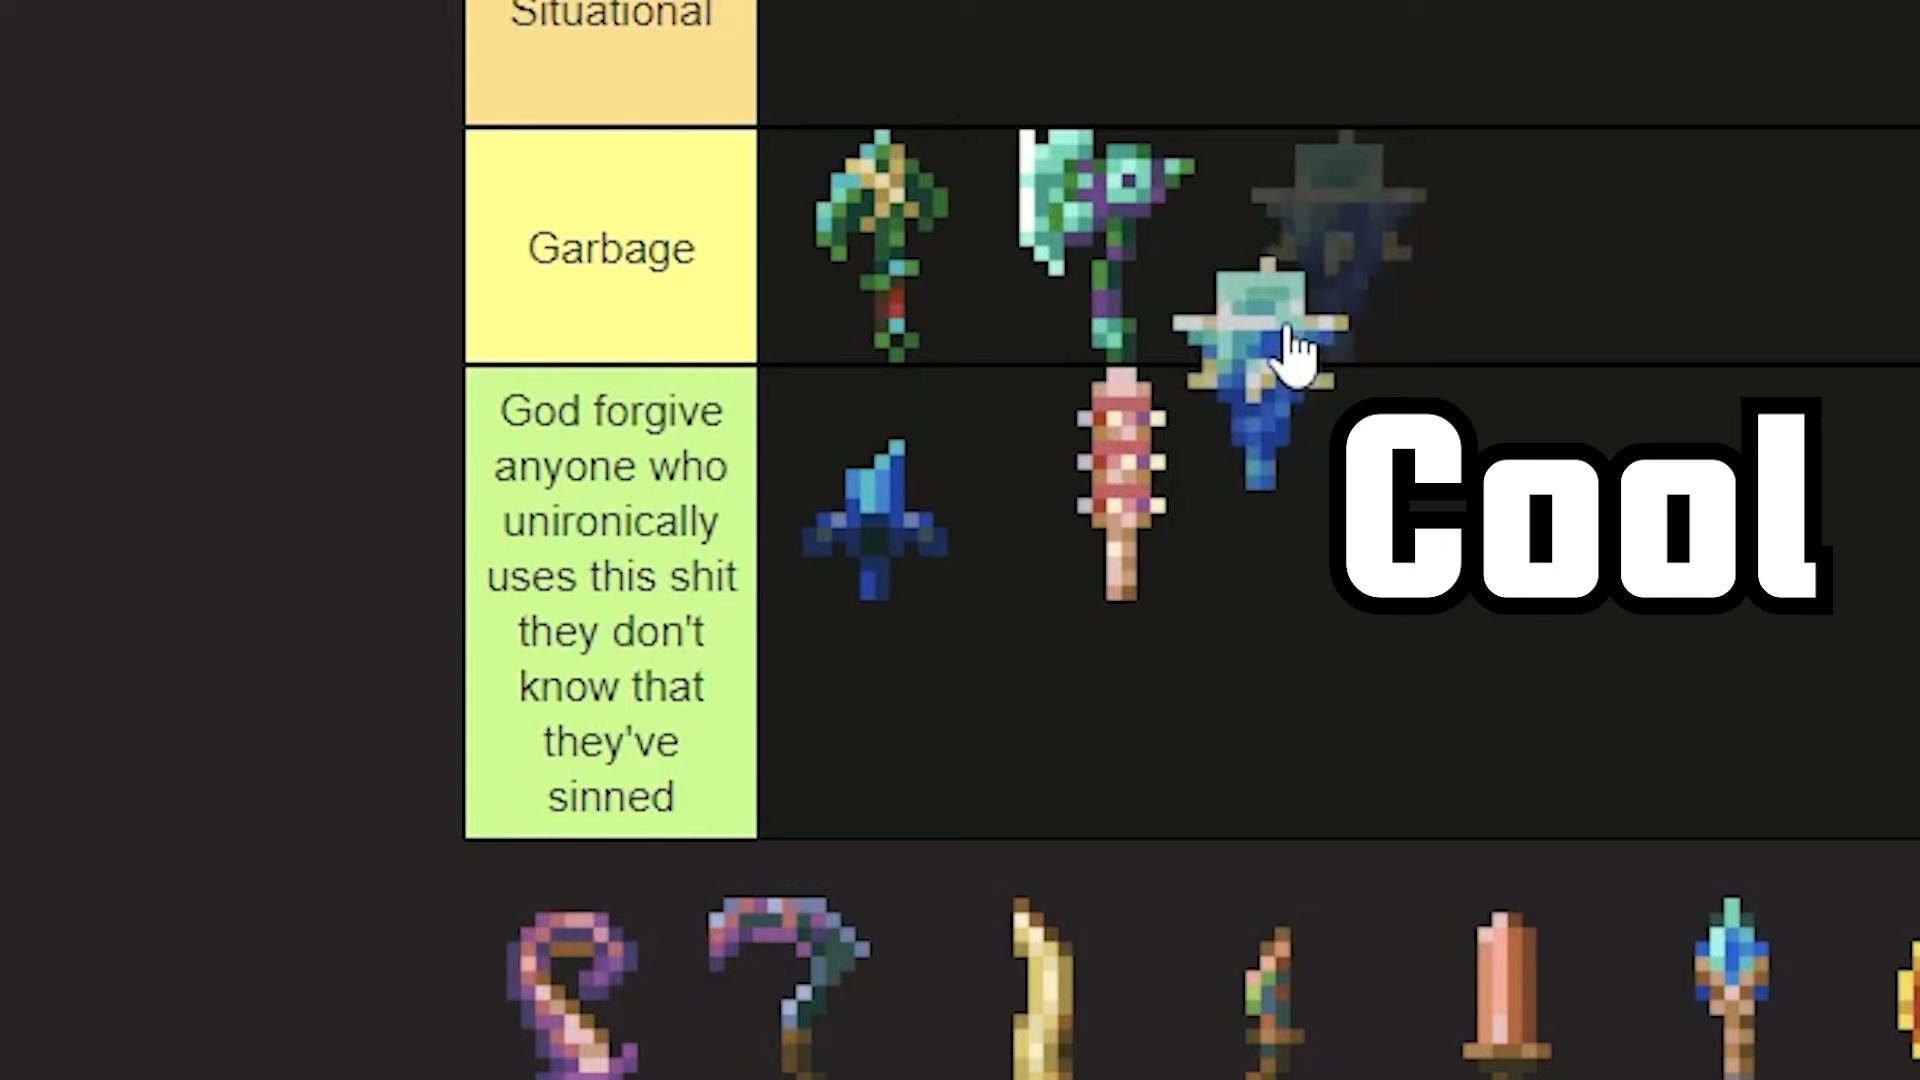 Situational
Garbage
God forgive
anyone who
unironically
uses this shit
they don't
know that
they've
sinned
Cool